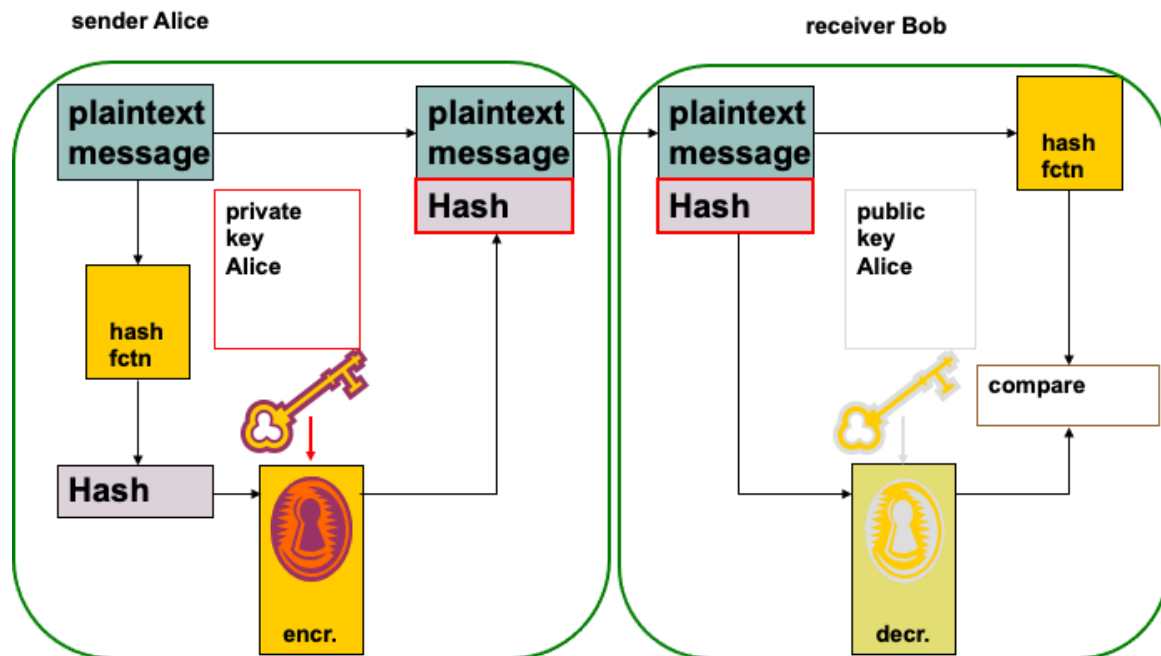 sender Alice
receiver Bob
plaintext
message
plaintext
message
Hash
private
key
Alice
hash
fctn
Hash
encr.
plaintext
message
Hash
hash
fctn
public
key
Alice
compare
decr.